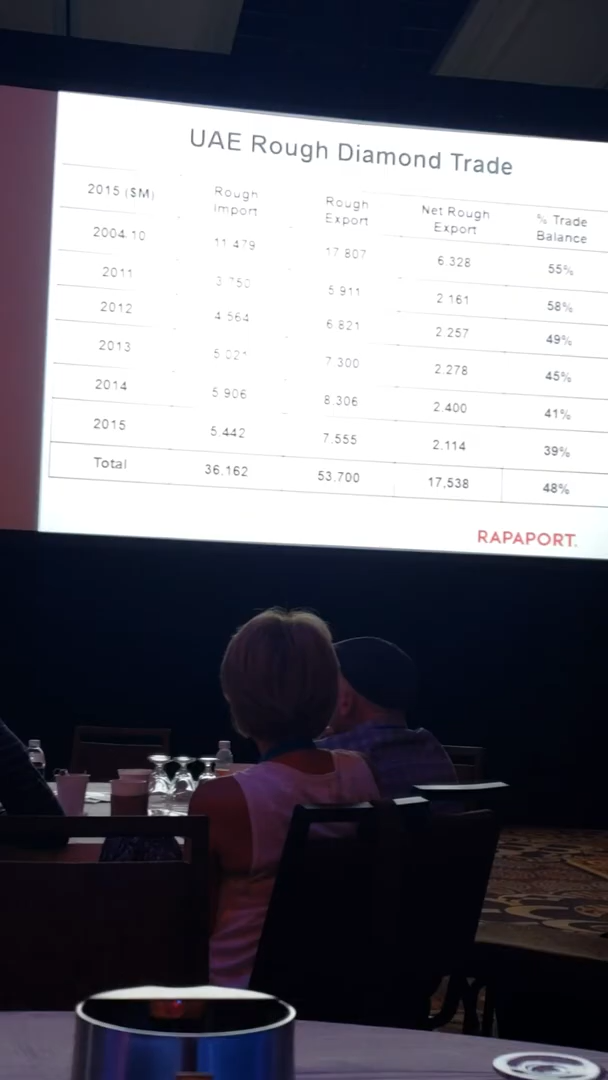 UAE Rough Diamond Trade
2015 ($M) Rough Import Rough Export Net Rough Export % Trade Balance
2004.10 11.479 17.807 6.328 55%
2011 3.750 5.911 2.161 58%
2012 4.564 6.821 2.257 49%
2013 5.021 7.300 2.278 45%
2014 5.906 8.306 2.400 41%
2015 5.442 7.555 2.114 39%
Total 36.162 53.700 17,538 48%
RAPAPORT.